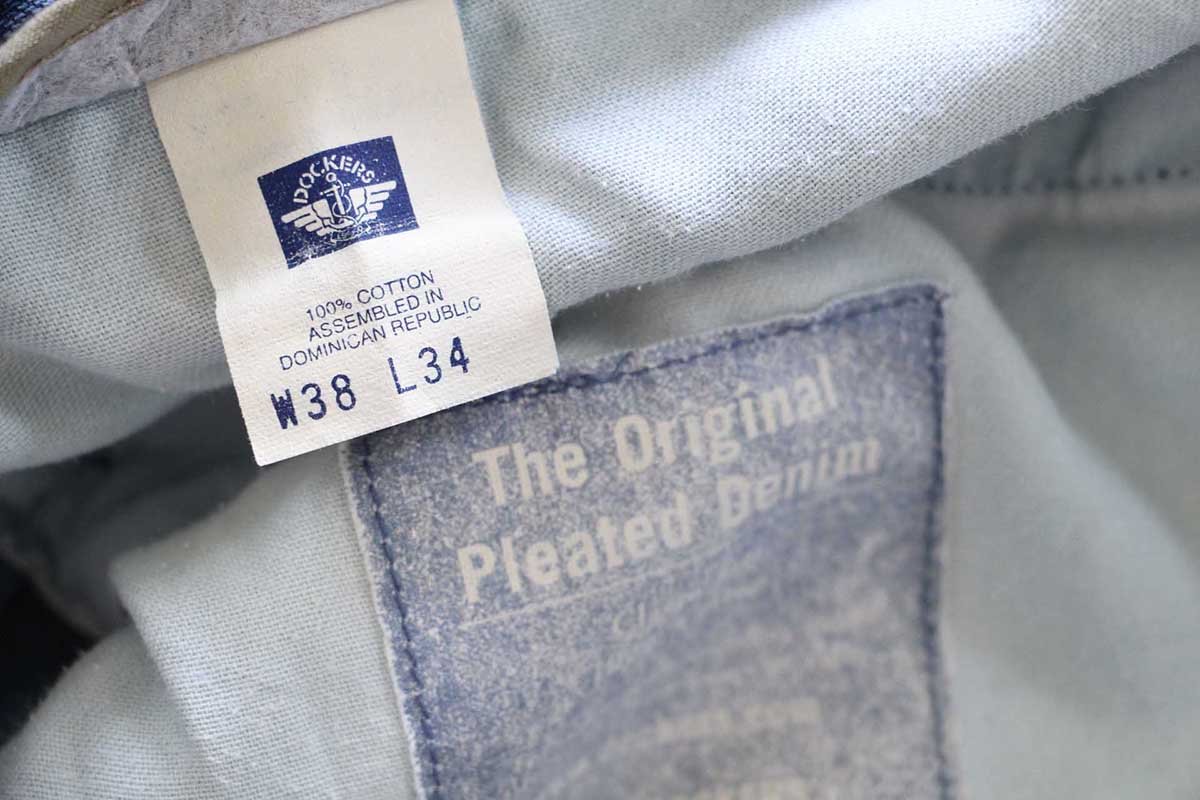 DOCKERS
100% COTTON
ASSEMBLED IN
DOMINICAN REPUBLIC
W38 L34
The Original
Pleated Denim